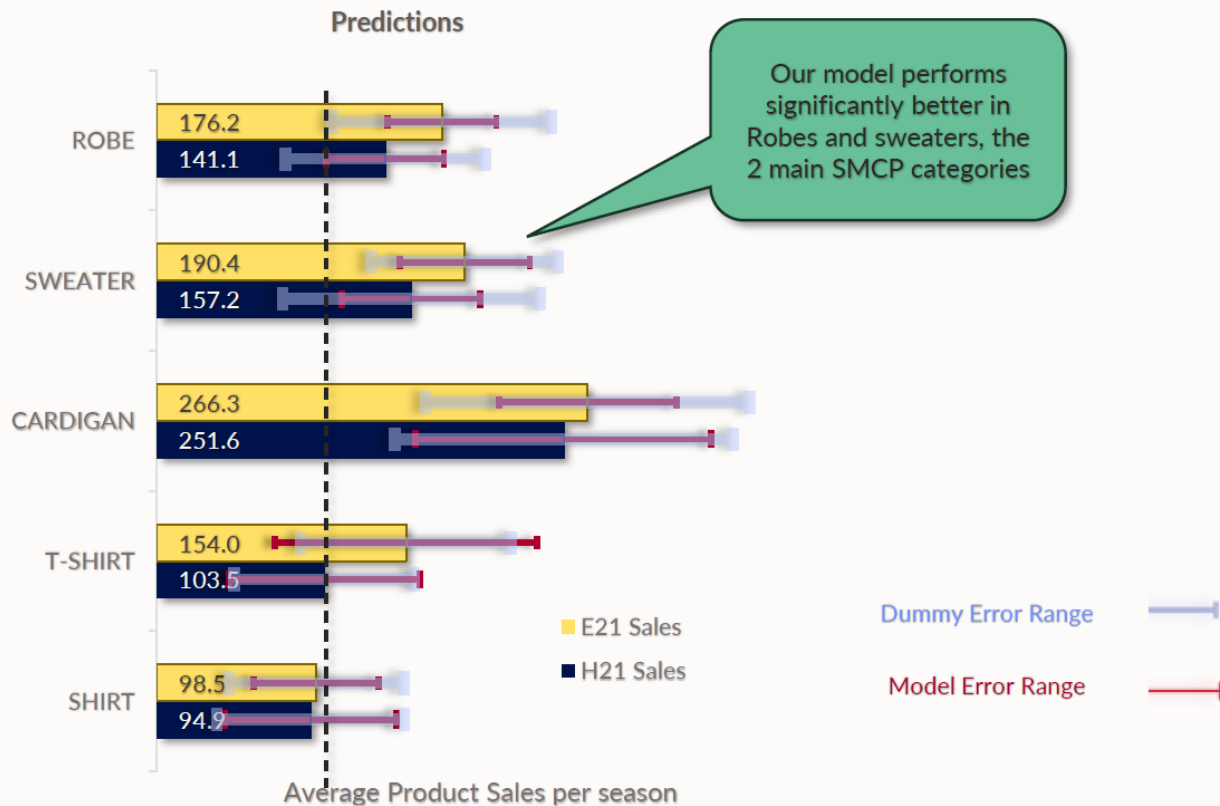 Predictions
Our model performs
significantly better in
Robes and sweaters, the
2 main SMCP categories
ROBE
176.2
141.1
SWEATER
190.4
157.2
CARDIGAN
266.3
251.6
T-SHIRT
154.0
103.5
SHIRT
98.5
94.9
E21 Sales
H21 Sales
Dummy Error Range
Model Error Range
Average Product Sales per season